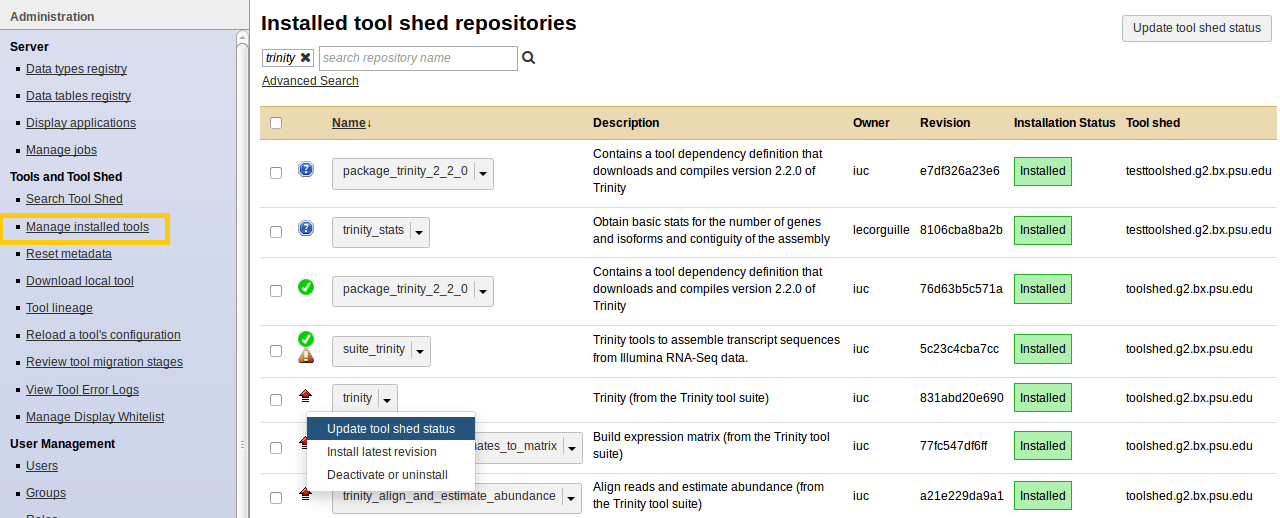 Administration
Server
Data types registry
Data tables registry
Display applications
Manage jobs
Tools and Tool Shed
Search Tool Shed
Manage installed tools
Reset metadata
Download local tool
Tool lineage
Reload a tool's configuration
Review tool migration stages
View Tool Error Logs
Manage Display Whitelist
User Management
Users
Groups
Installed tool shed repositories
Update tool shed status
trinity
search repository name
Advanced Search
Name↓ Description Owner Revision Installation Status Tool shed
package_trinity_2_2_0 Contains a tool dependency definition that
downloads and compiles version 2.2.0 of
Trinity
iuc e7df326a23e6 Installed testtoolshed.g2.bx.psu.edu
trinity_stats Obtain basic stats for the number of genes
and isoforms and contiguity of the assembly
lecorguille 8106cba8ba2b Installed testtoolshed.g2.bx.psu.edu
package_trinity_2_2_0 Contains a tool dependency definition that
downloads and compiles version 2.2.0 of
Trinity
iuc 76d63b5c571a Installed toolshed.g2.bx.psu.edu
suite_trinity Trinity tools to assemble transcript sequences
from Illumina RNA-Seq data.
iuc 5c23c4cba7cc Installed toolshed.g2.bx.psu.edu
trinity Trinity (from the Trinity tool suite) iuc 831abd20e690 Installed toolshed.g2.bx.psu.edu
Update tool shed status
Install latest revision
Deactivate or uninstall
ates_to_matrix Build expression matrix (from the Trinity tool
suite)
iuc 77fc547df6ff Installed toolshed.g2.bx.psu.edu
trinity_align_and_estimate_abundance Align reads and estimate abundance (from
the Trinity tool suite)
iuc a21e229da9a1 Installed toolshed.g2.bx.psu.edu